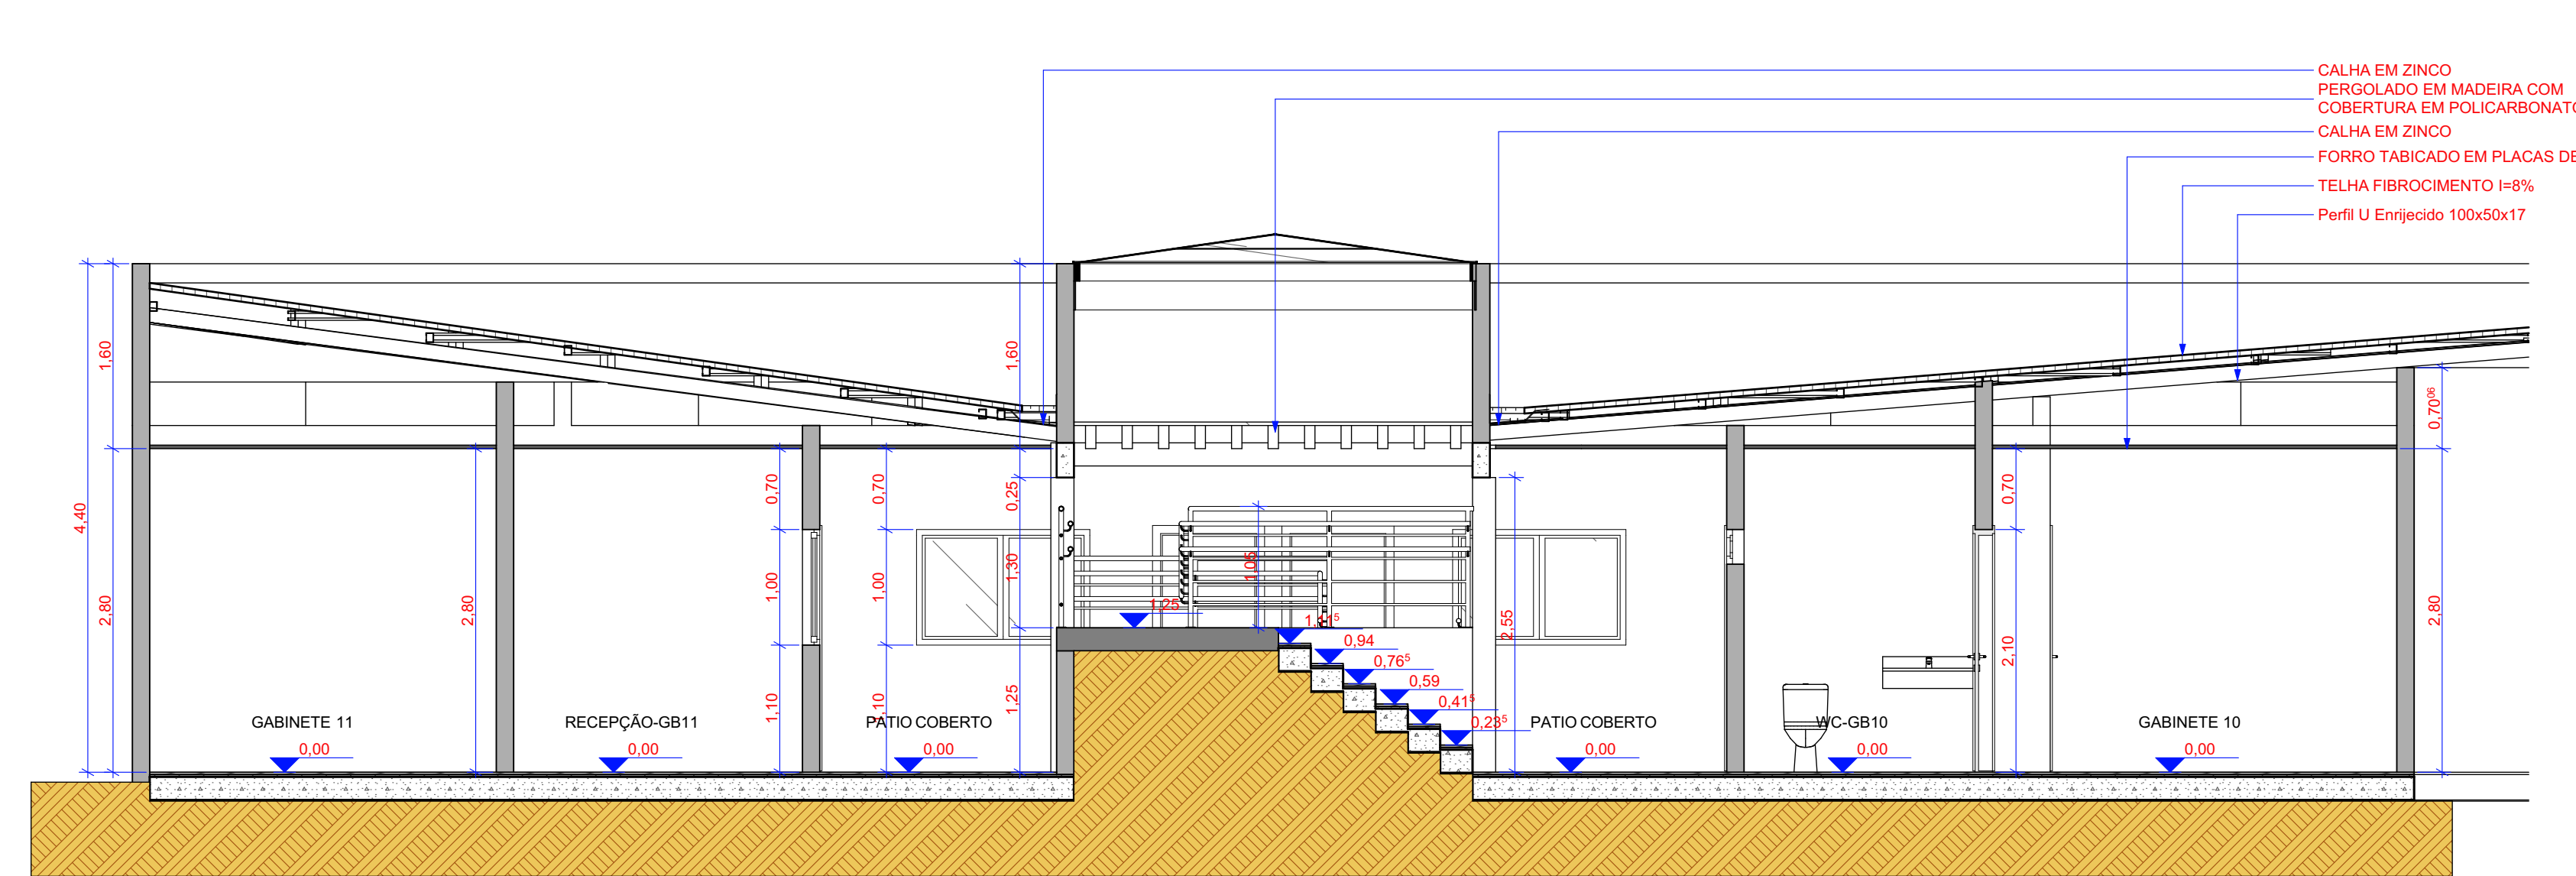 CALHA EM ZINCO
PERGOLADO EM MADEIRA COM
COBERTURA EM POLICARBONATO
CALHA EM ZINCO
FORRO TABICADO EM PLACAS DE
TELHA FIBROCIMENTO I=8%
Perfil U Enrijecido 100x50x17
4,40
1,60
2,80
2,80
0,70
1,00
1,10
0,70
1,00
1,10
1,60
0,25
1,30
1,25
1,05
2,55
0,70
2,10
0,70⁰⁶
2,80
1,25
1,11⁵
0,94
0,76⁵
0,59
0,41⁵
0,23⁵
GABINETE 11
0,00
RECEPÇÃO-GB11
0,00
PATIO COBERTO
0,00
PATIO COBERTO
0,00
WC-GB10
0,00
GABINETE 10
0,00